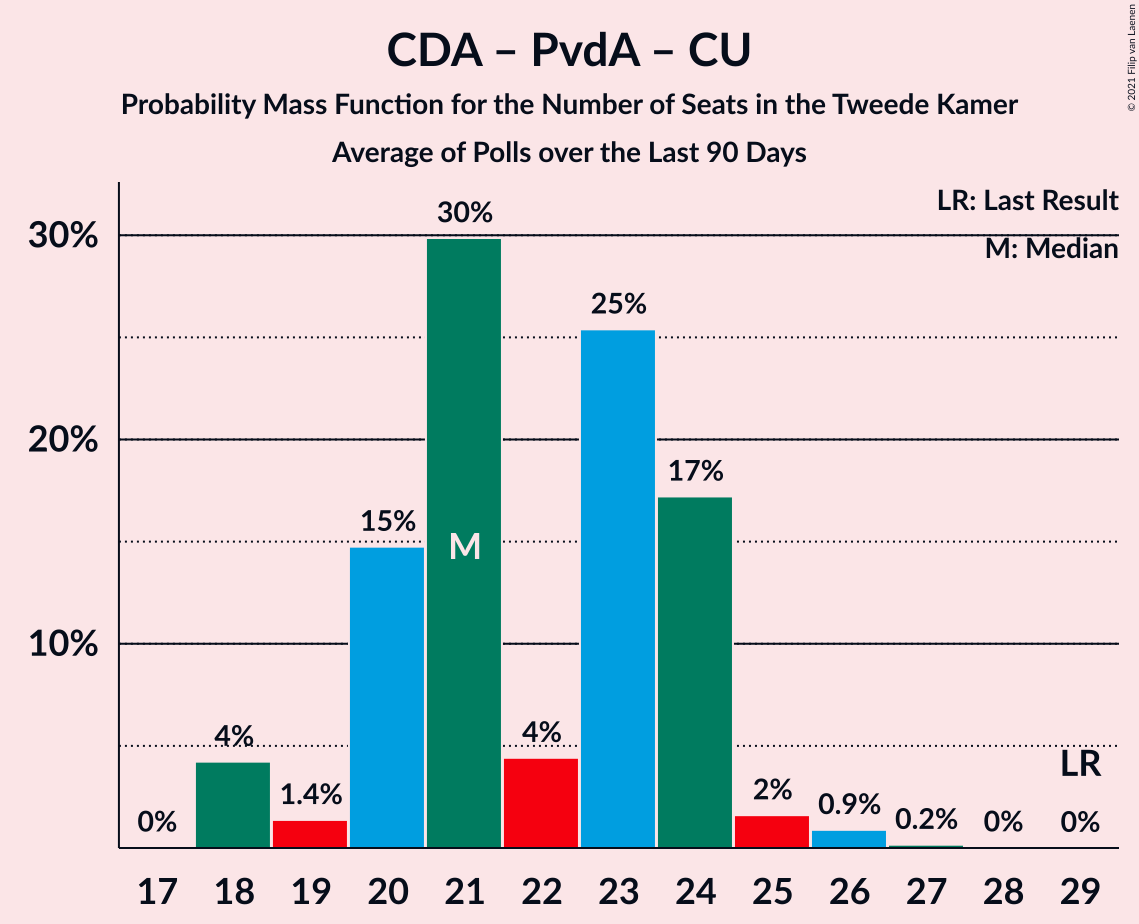 CDA – PvdA – CU
Probability Mass Function for the Number of Seats in the Tweede Kamer
Average of Polls over the Last 90 Days
© 2021 Filip van Laenen
LR: Last Result
M: Median
30%
20%
10%
0%
4%
1.4%
15%
30%
M
4%
25%
17%
2%
0.9%
0.2%
0%
LR
0%
17 18 19 20 21 22 23 24 25 26 27 28 29